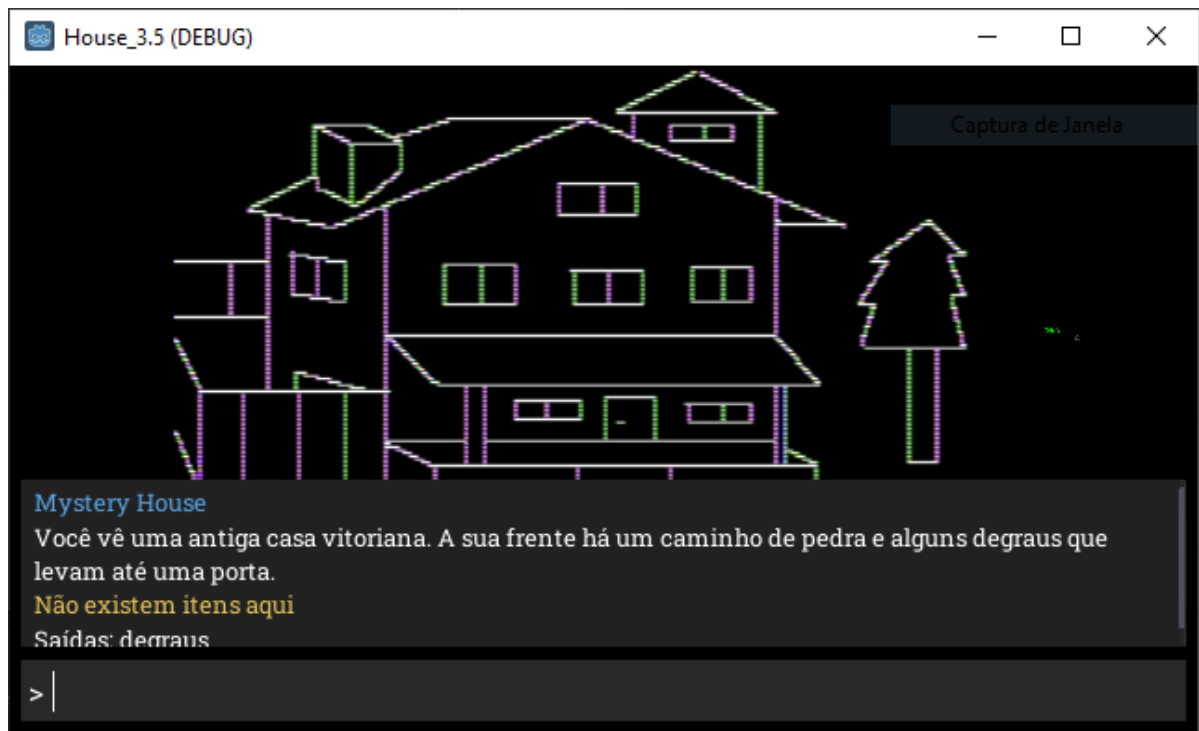 House_3.5 (DEBUG)
Captura de Janela
Mystery House
Você vê uma antiga casa vitoriana. A sua frente há um caminho de pedra e alguns degraus que
levam até uma porta.
Não existem itens aqui
Saídas: degraus
>